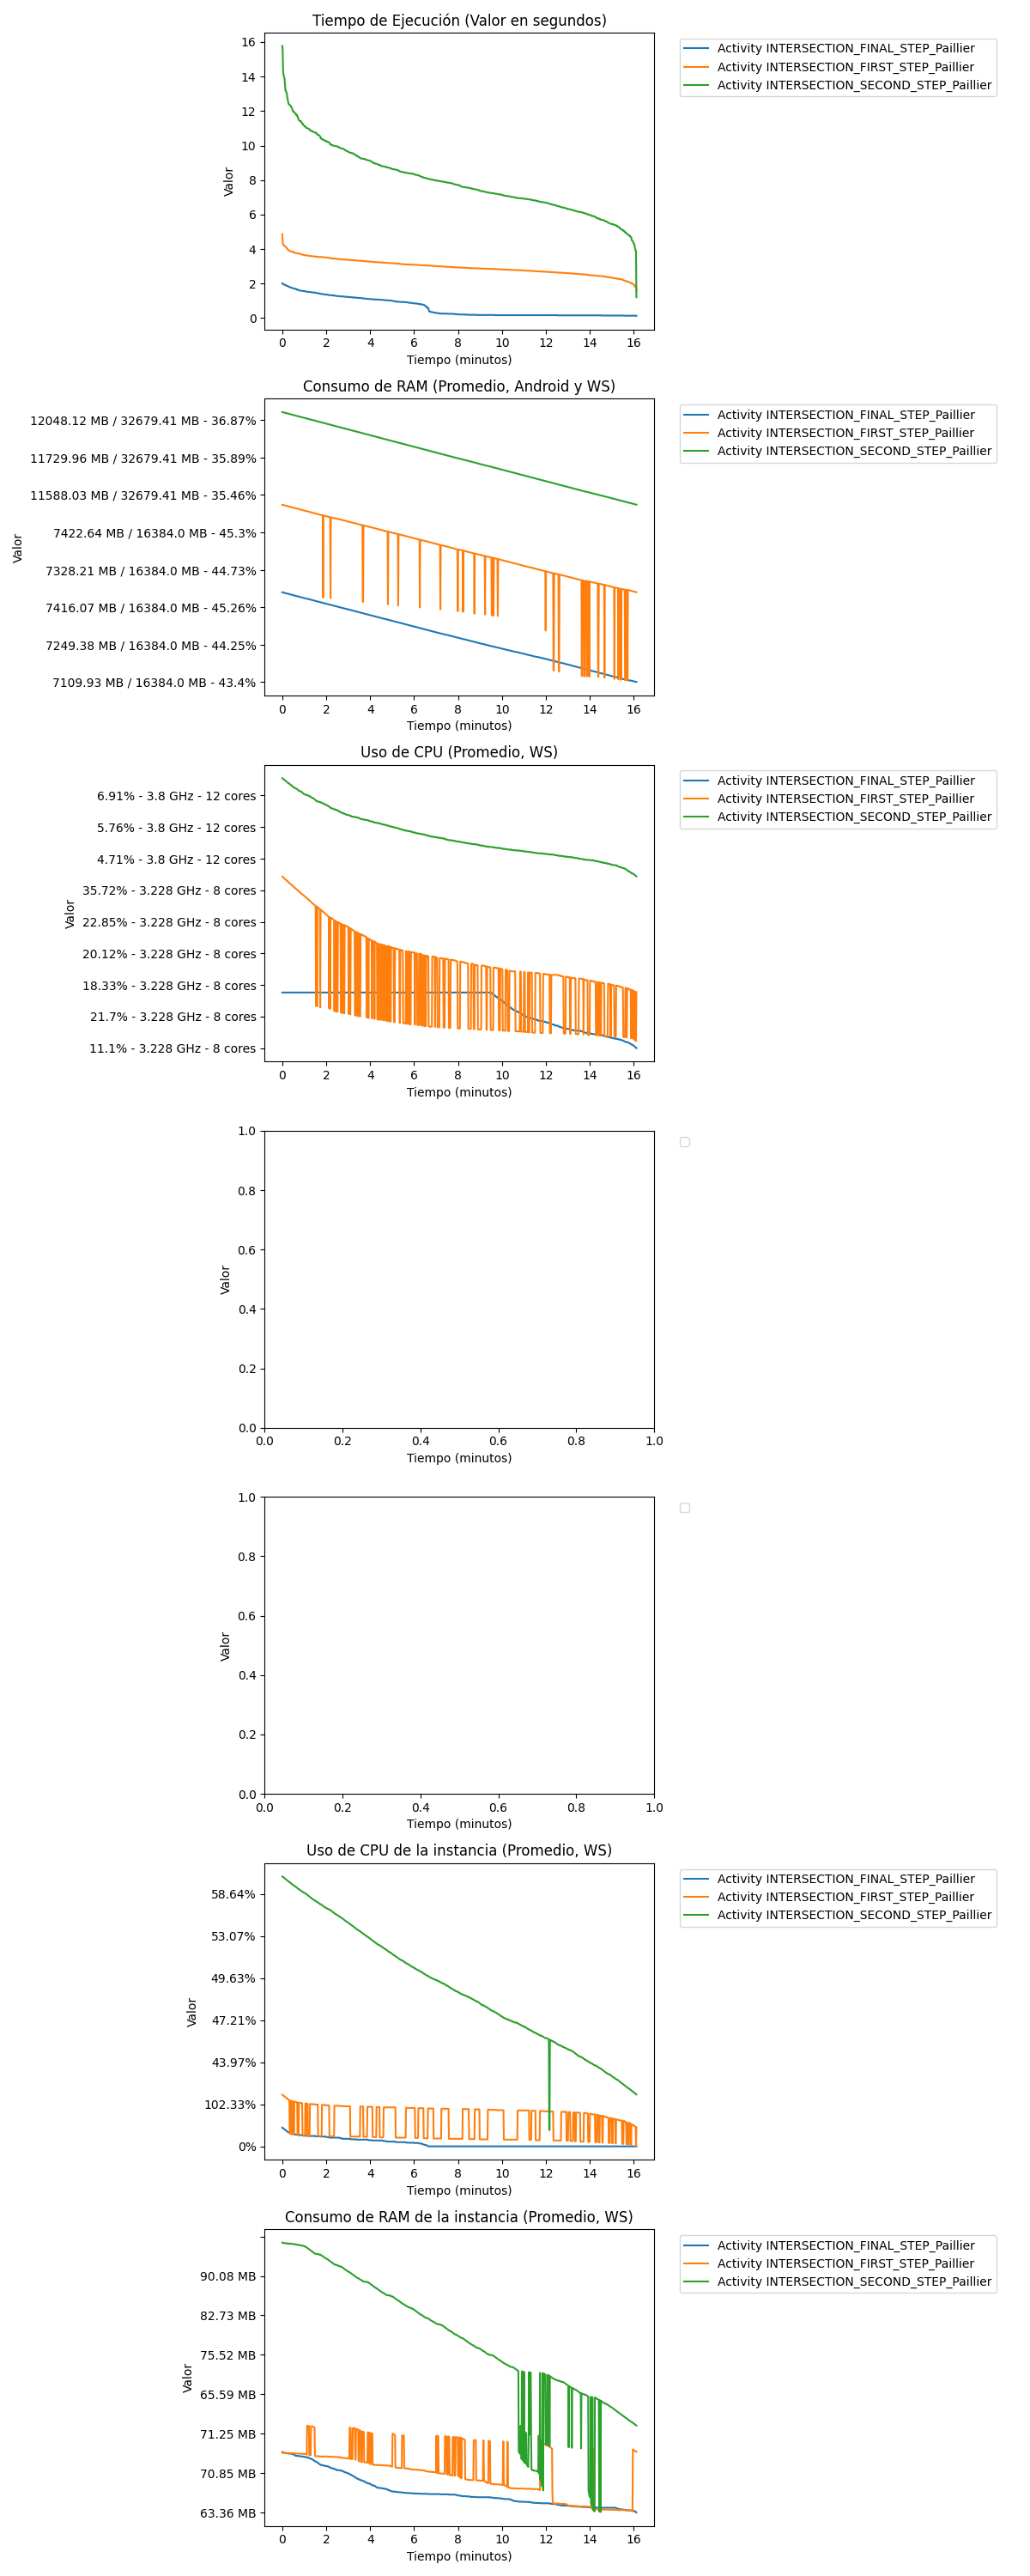 Tiempo de Ejecución (Valor en segundos)
16
14
12
10
8
6
4
2
0
Valor
0 2 4 6 8 10 12 14 16
Tiempo (minutos)
Activity INTERSECTION_FINAL_STEP_Paillier
Activity INTERSECTION_FIRST_STEP_Paillier
Activity INTERSECTION_SECOND_STEP_Paillier
Consumo de RAM (Promedio, Android y WS)
12048.12 MB / 32679.41 MB - 36.87%
11729.96 MB / 32679.41 MB - 35.89%
11588.03 MB / 32679.41 MB - 35.46%
7422.64 MB / 16384.0 MB - 45.3%
7328.21 MB / 16384.0 MB - 44.73%
7416.07 MB / 16384.0 MB - 45.26%
7249.38 MB / 16384.0 MB - 44.25%
7109.93 MB / 16384.0 MB - 43.4%
Valor
0 2 4 6 8 10 12 14 16
Tiempo (minutos)
Activity INTERSECTION_FINAL_STEP_Paillier
Activity INTERSECTION_FIRST_STEP_Paillier
Activity INTERSECTION_SECOND_STEP_Paillier
Uso de CPU (Promedio, WS)
6.91% - 3.8 GHz - 12 cores
5.76% - 3.8 GHz - 12 cores
4.71% - 3.8 GHz - 12 cores
35.72% - 3.228 GHz - 8 cores
22.85% - 3.228 GHz - 8 cores
20.12% - 3.228 GHz - 8 cores
18.33% - 3.228 GHz - 8 cores
21.7% - 3.228 GHz - 8 cores
11.1% - 3.228 GHz - 8 cores
Valor
0 2 4 6 8 10 12 14 16
Tiempo (minutos)
Activity INTERSECTION_FINAL_STEP_Paillier
Activity INTERSECTION_FIRST_STEP_Paillier
Activity INTERSECTION_SECOND_STEP_Paillier
1.0
0.8
0.6
0.4
0.2
0.0
Valor
0.0 0.2 0.4 0.6 0.8 1.0
Tiempo (minutos)
1.0
0.8
0.6
0.4
0.2
0.0
Valor
0.0 0.2 0.4 0.6 0.8 1.0
Tiempo (minutos)
Uso de CPU de la instancia (Promedio, WS)
58.64%
53.07%
49.63%
47.21%
43.97%
102.33%
0%
Valor
0 2 4 6 8 10 12 14 16
Tiempo (minutos)
Activity INTERSECTION_FINAL_STEP_Paillier
Activity INTERSECTION_FIRST_STEP_Paillier
Activity INTERSECTION_SECOND_STEP_Paillier
Consumo de RAM de la instancia (Promedio, WS)
90.08 MB
82.73 MB
75.52 MB
65.59 MB
71.25 MB
70.85 MB
63.36 MB
Valor
0 2 4 6 8 10 12 14 16
Tiempo (minutos)
Activity INTERSECTION_FINAL_STEP_Paillier
Activity INTERSECTION_FIRST_STEP_Paillier
Activity INTERSECTION_SECOND_STEP_Paillier